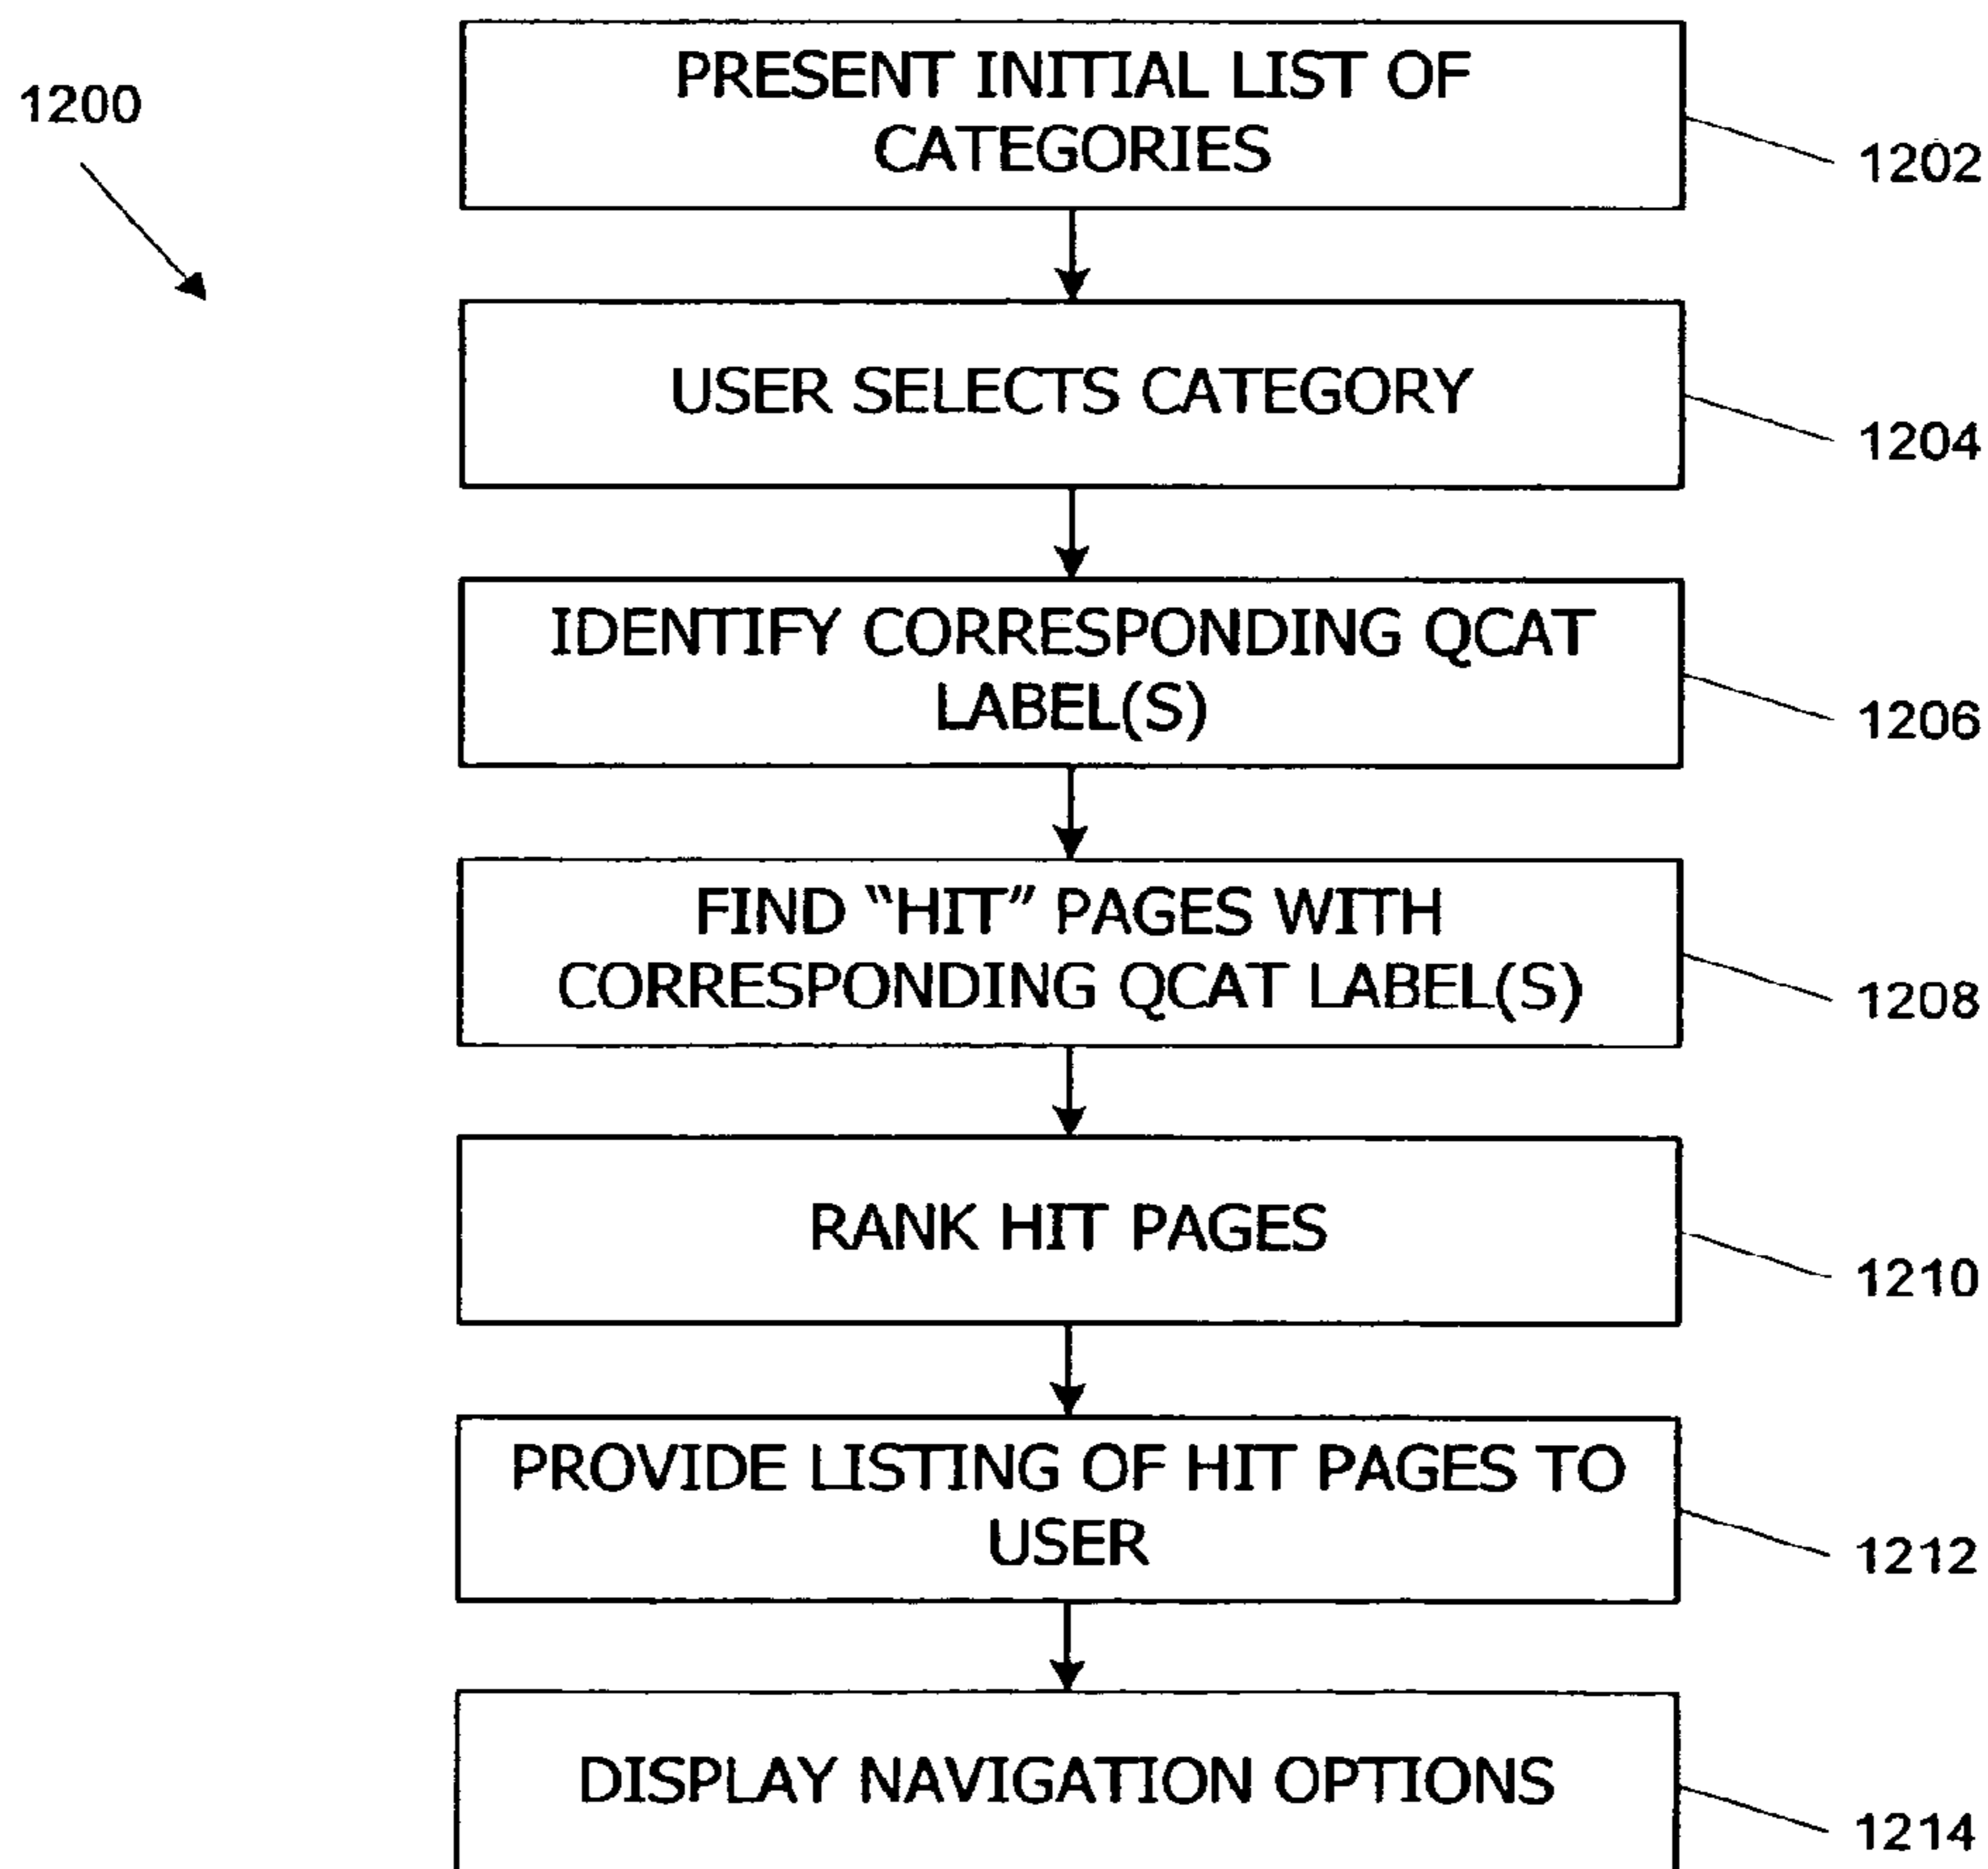 PRESENT INITIAL LIST OF
CATEGORIES
1200
1202
USER SELECTS CATEGORY
1204
IDENTIFY CORRESPONDING QCAT
LABEL(S)
1206
FIND “HIT” PAGES WITH
CORRESPONDING QCAT LABEL(S)
1208
RANK HIT PAGES
1210
PROVIDE LISTING OF HIT PAGES TO
USER
1212
DISPLAY NAVIGATION OPTIONS
1214